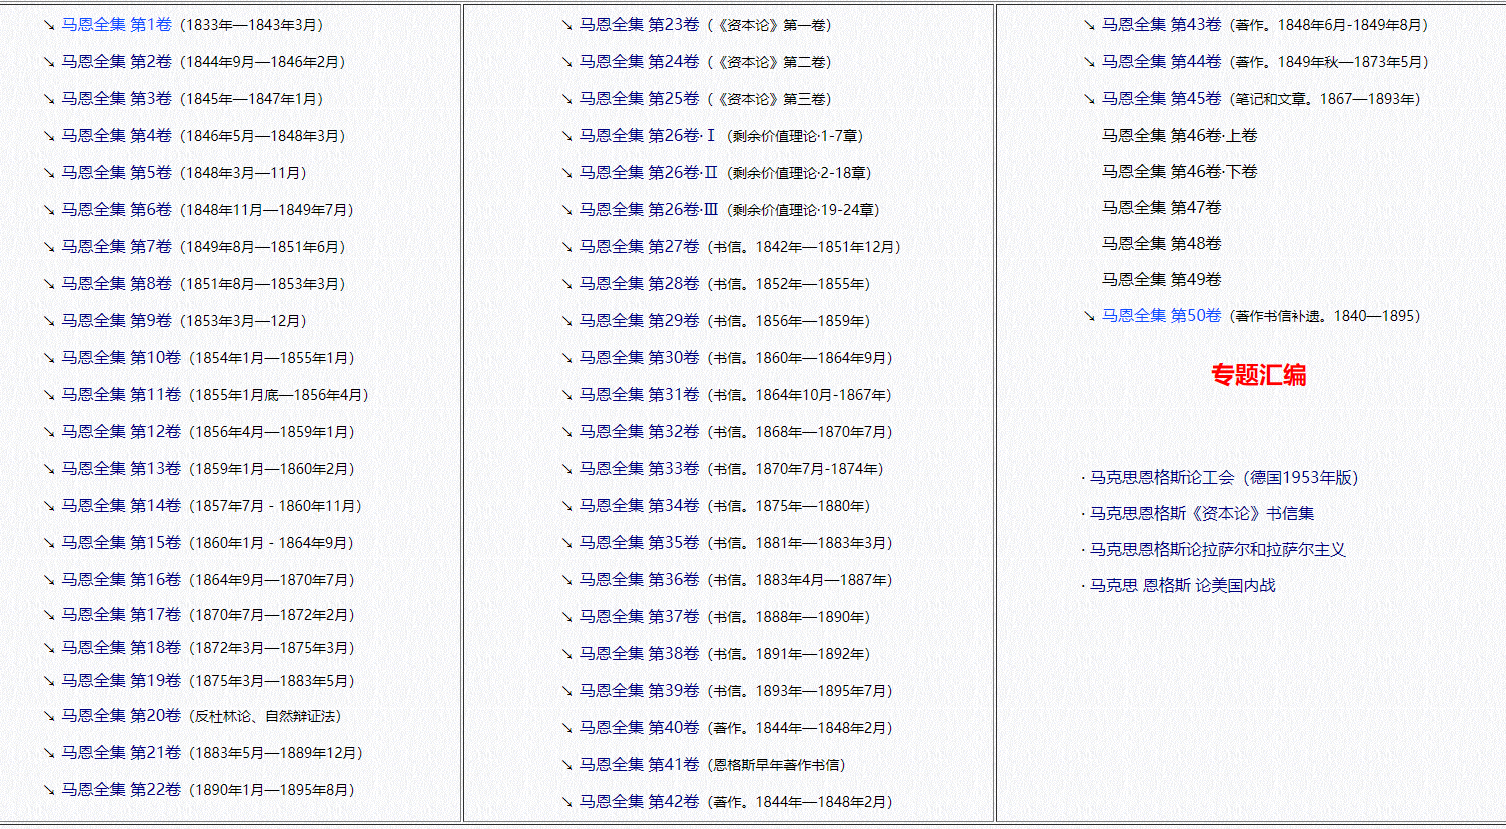 ↘ 马恩全集 第1卷（1833年—1843年3月）
↘ 马恩全集 第2卷（1844年9月—1846年2月）
↘ 马恩全集 第3卷（1845年—1847年1月）
↘ 马恩全集 第4卷（1846年5月—1848年3月）
↘ 马恩全集 第5卷（1848年3月—11月）
↘ 马恩全集 第6卷（1848年11月—1849年7月）
↘ 马恩全集 第7卷（1849年8月—1851年6月）
↘ 马恩全集 第8卷（1851年8月—1853年3月）
↘ 马恩全集 第9卷（1853年3月—12月）
↘ 马恩全集 第10卷（1854年1月—1855年1月）
↘ 马恩全集 第11卷（1855年1月底—1856年4月）
↘ 马恩全集 第12卷（1856年4月—1859年1月）
↘ 马恩全集 第13卷（1859年1月—1860年2月）
↘ 马恩全集 第14卷（1857年7月 - 1860年11月）
↘ 马恩全集 第15卷（1860年1月 - 1864年9月）
↘ 马恩全集 第16卷（1864年9月—1870年7月）
↘ 马恩全集 第17卷（1870年7月—1872年2月）
↘ 马恩全集 第18卷（1872年3月—1875年3月）
↘ 马恩全集 第19卷（1875年3月—1883年5月）
↘ 马恩全集 第20卷（反杜林论、自然辩证法）
↘ 马恩全集 第21卷（1883年5月—1889年12月）
↘ 马恩全集 第22卷（1890年1月—1895年8月）
↘ 马恩全集 第23卷（《资本论》第一卷）
↘ 马恩全集 第24卷（《资本论》第二卷）
↘ 马恩全集 第25卷（《资本论》第三卷）
↘ 马恩全集 第26卷·Ⅰ（剩余价值理论·1-7章）
↘ 马恩全集 第26卷·Ⅱ（剩余价值理论·2-18章）
↘ 马恩全集 第26卷·Ⅲ（剩余价值理论·19-24章）
↘ 马恩全集 第27卷（书信。1842年—1851年12月）
↘ 马恩全集 第28卷（书信。1852年—1855年）
↘ 马恩全集 第29卷（书信。1856年—1859年）
↘ 马恩全集 第30卷（书信。1860年—1864年9月）
↘ 马恩全集 第31卷（书信。1864年10月-1867年）
↘ 马恩全集 第32卷（书信。1868年—1870年7月）
↘ 马恩全集 第33卷（书信。1870年7月-1874年）
↘ 马恩全集 第34卷（书信。1875年—1880年）
↘ 马恩全集 第35卷（书信。1881年—1883年3月）
↘ 马恩全集 第36卷（书信。1883年4月—1887年）
↘ 马恩全集 第37卷（书信。1888年—1890年）
↘ 马恩全集 第38卷（书信。1891年—1892年）
↘ 马恩全集 第39卷（书信。1893年—1895年7月）
↘ 马恩全集 第40卷（著作。1844年—1848年2月）
↘ 马恩全集 第41卷（恩格斯早年著作书信）
↘ 马恩全集 第42卷（著作。1844年—1848年2月）
↘ 马恩全集 第43卷（著作。1848年6月-1849年8月）
↘ 马恩全集 第44卷（著作。1849年秋—1873年5月）
↘ 马恩全集 第45卷（笔记和文章。1867—1893年）
马恩全集 第46卷·上卷
马恩全集 第46卷·下卷
马恩全集 第47卷
马恩全集 第48卷
马恩全集 第49卷
↘ 马恩全集 第50卷（著作书信补遗。1840—1895）
专题汇编
· 马克思恩格斯论工会（德国1953年版）
· 马克思恩格斯《资本论》书信集
· 马克思恩格斯论拉萨尔和拉萨尔主义
· 马克思 恩格斯 论美国内战